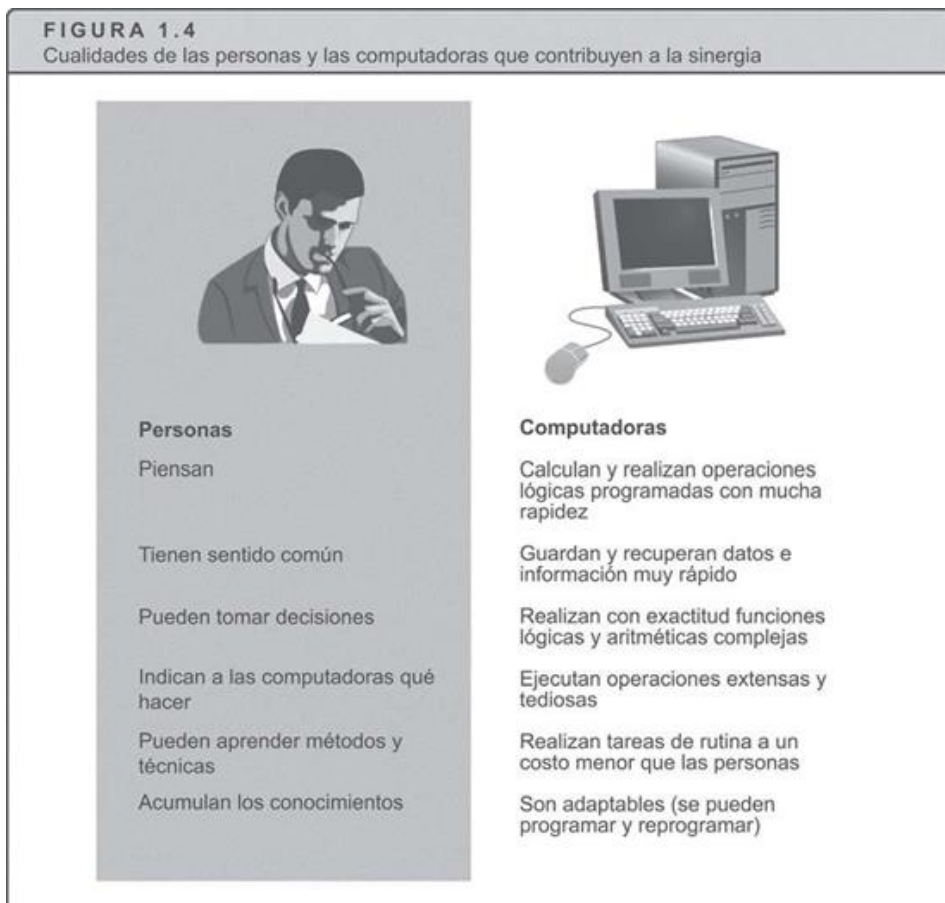 FIGURA 1.4
Cualidades de las personas y las computadoras que contribuyen a la sinergia
Personas
Piensan
Tienen sentido común
Pueden tomar decisiones
Indican a las computadoras qué
hacer
Pueden aprender métodos y
técnicas
Acumulan los conocimientos
Computadoras
Calculan y realizan operaciones
lógicas programadas con mucha
rapidez
Guardan y recuperan datos e
información muy rápido
Realizan con exactitud funciones
lógicas y aritméticas complejas
Ejecutan operaciones extensas y
tediosas
Realizan tareas de rutina a un
costo menor que las personas
Son adaptables (se pueden
programar y reprogramar)